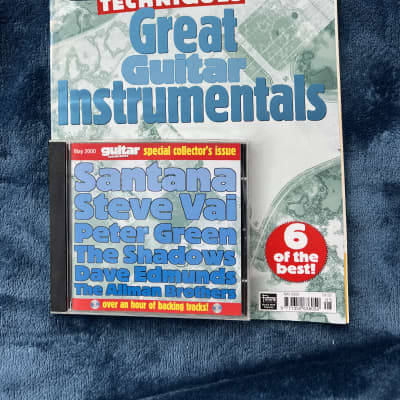 TECHNIQUES
Great
Guitar
Instrumentals
May 2000 guitar special collector's issue
Santana
Steve Vai
Peter Green
The Shadows
Dave Edmunds
The Allman Brothers
over an hour of backing tracks!
6
of the
best!
Future